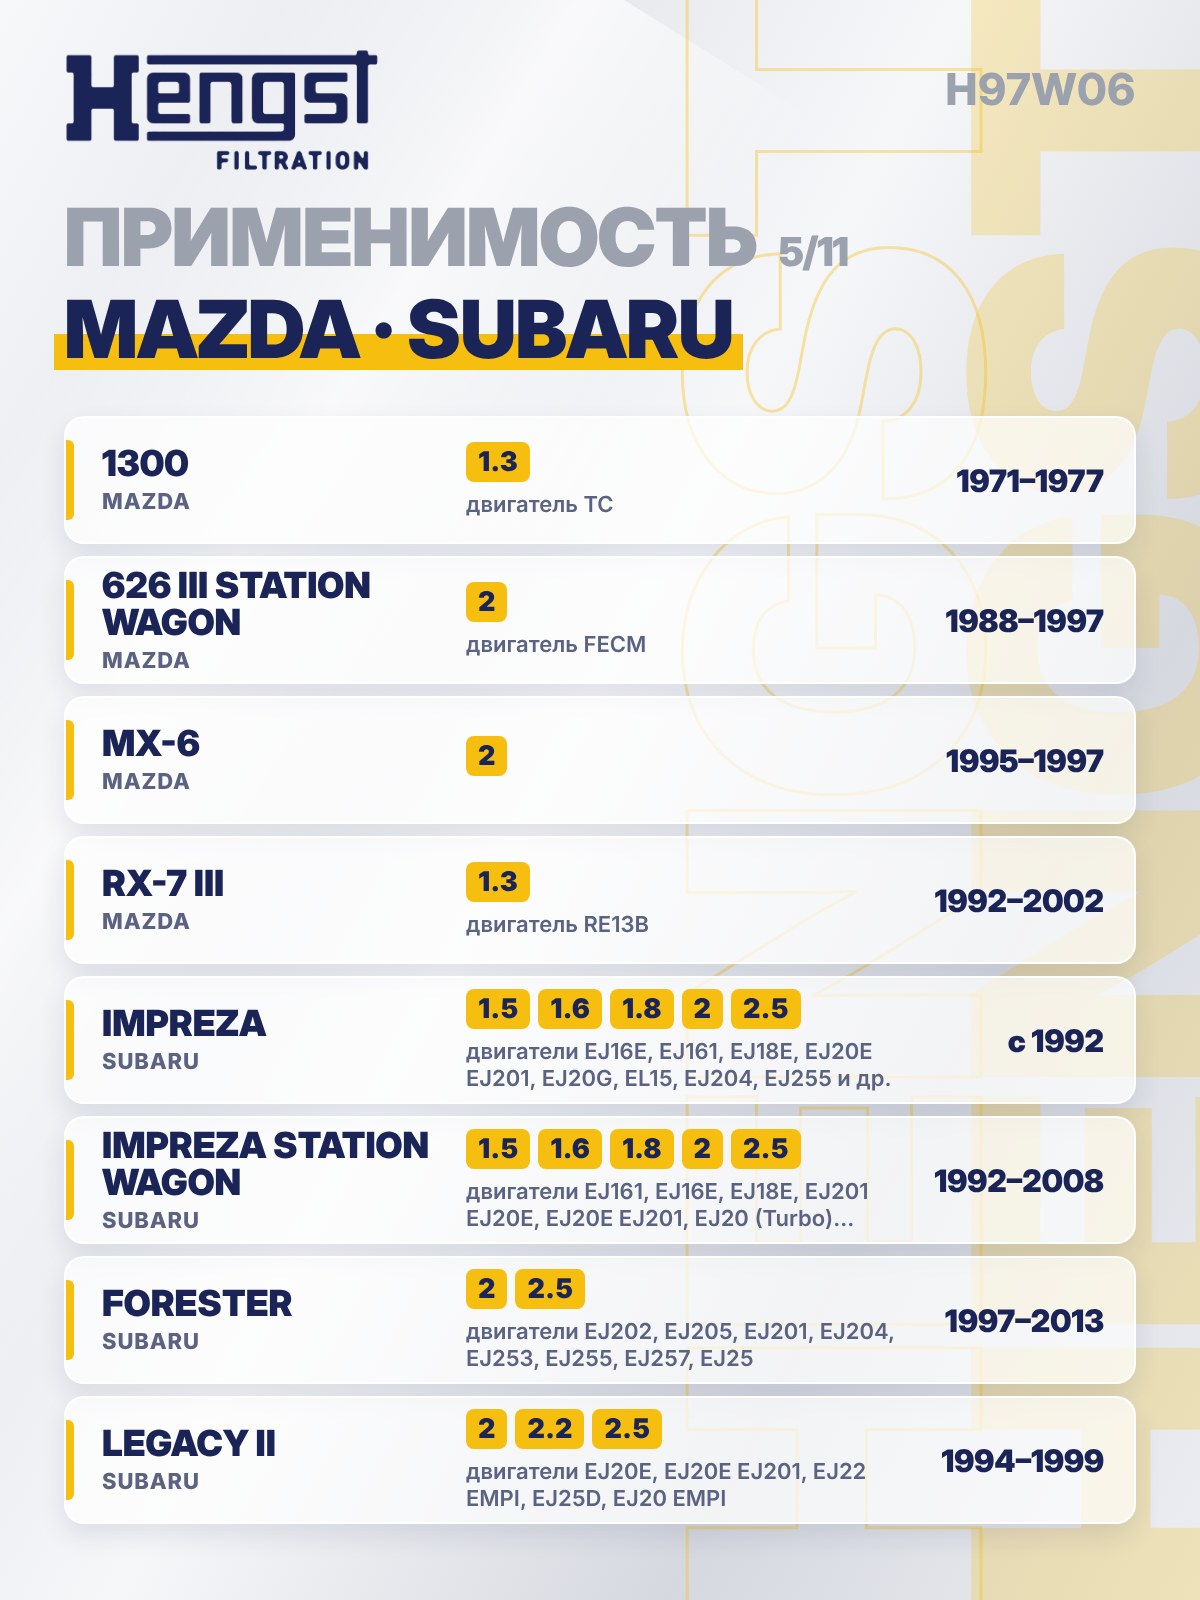 Hengst
FILTRATION
H97W06
ПРИМЕНИМОСТЬ 5/11
MAZDA · SUBARU
1300
MAZDA
1.3
двигатель TC
1971–1977
626 III STATION
WAGON
MAZDA
2
двигатель FECM
1988–1997
MX-6
MAZDA
2
1995–1997
RX-7 III
MAZDA
1.3
двигатель RE13B
1992–2002
IMPREZA
SUBARU
1.5 1.6 1.8 2 2.5
двигатели EJ16E, EJ161, EJ18E, EJ20E
EJ201, EJ20G, EL15, EJ204, EJ255 и др.
с 1992
IMPREZA STATION
WAGON
SUBARU
1.5 1.6 1.8 2 2.5
двигатели EJ161, EJ16E, EJ18E, EJ201
EJ20E, EJ20E EJ201, EJ20 (Turbo)...
1992–2008
FORESTER
SUBARU
2 2.5
двигатели EJ202, EJ205, EJ201, EJ204,
EJ253, EJ255, EJ257, EJ25
1997–2013
LEGACY II
SUBARU
2 2.2 2.5
двигатели EJ20E, EJ20E EJ201, EJ22
EMPI, EJ25D, EJ20 EMPI
1994–1999
HENGST
HENGST